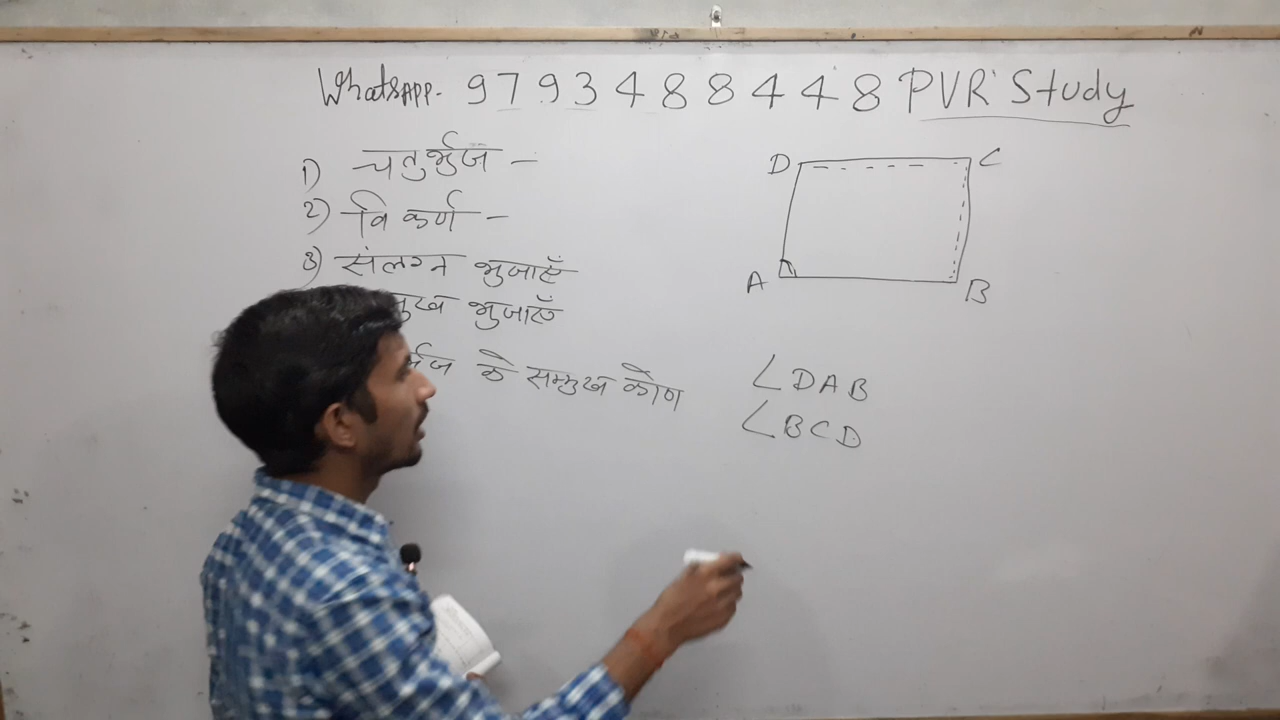 WhatsAPP. 9793488448 PVR Study
1) चतुर्भुज -
2) विकर्ण -
3) संलग्न भुजाएँ
भुजाएँ
के सम्मुख कोण
D C
A B
∠DAB
∠BCD